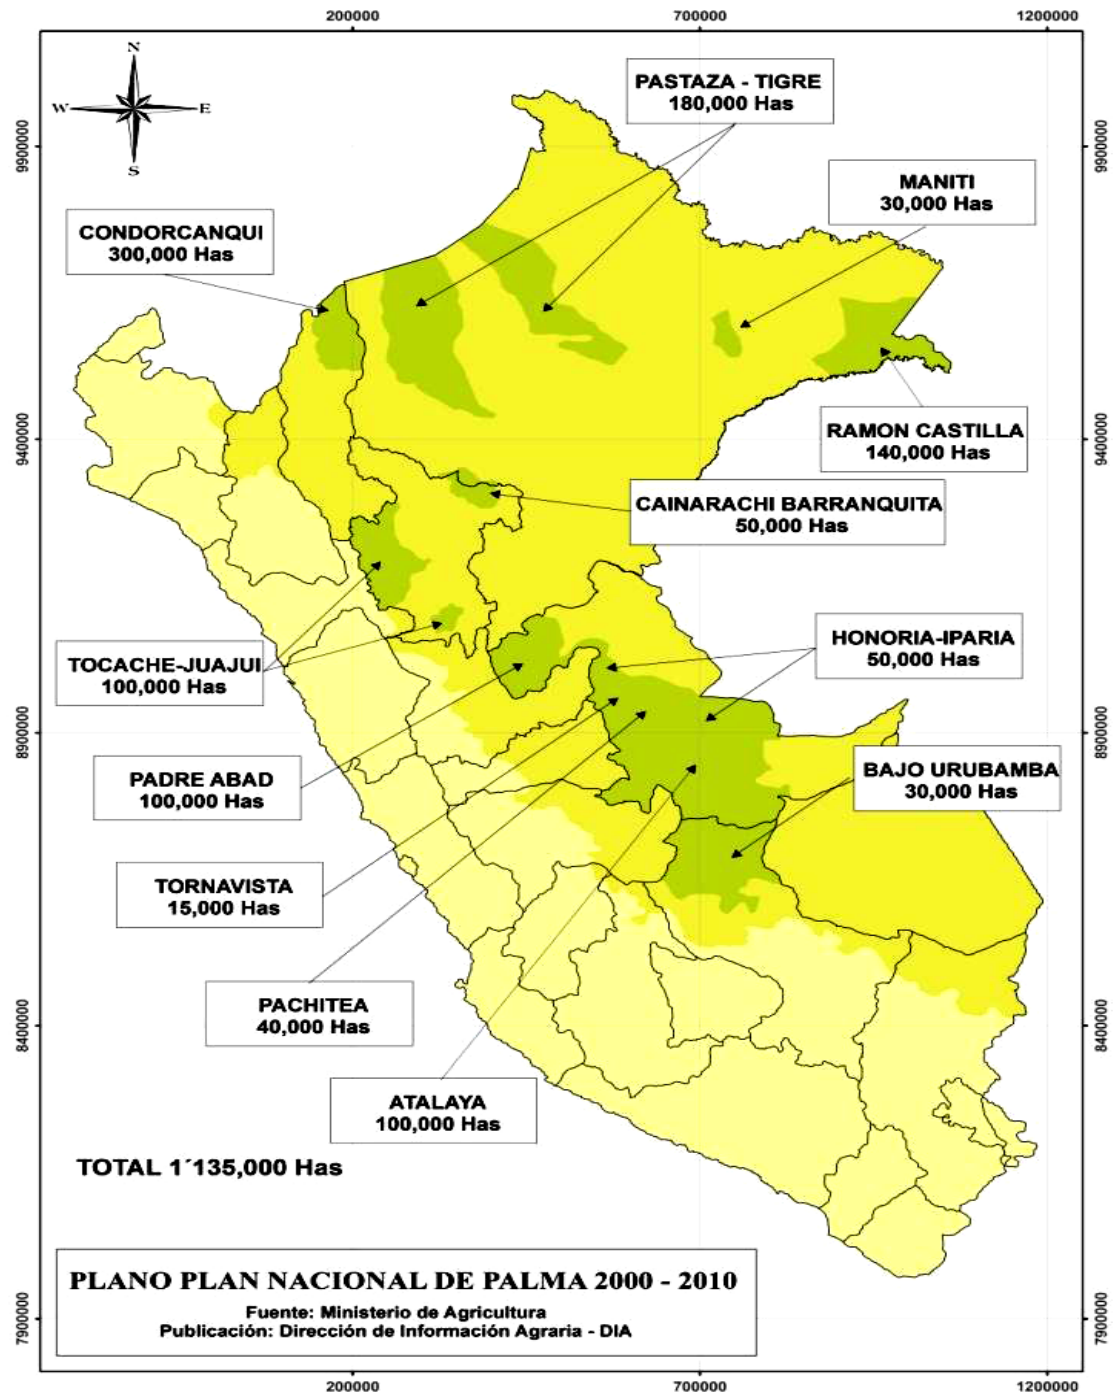 200000
700000
1200000
N
W
E
S
PASTAZA - TIGRE
180,000 Has
9900000
9900000
MANITI
30,000 Has
CONDORCANQUI
300,000 Has
RAMON CASTILLA
140,000 Has
9400000
9400000
CAINARACHI BARRANQUITA
50,000 Has
HONORIA-IPARIA
50,000 Has
TOCACHE-JUAJUI
100,000 Has
8900000
8900000
BAJO URUBAMBA
30,000 Has
PADRE ABAD
100,000 Has
TORNAVISTA
15,000 Has
PACHITEA
40,000 Has
8400000
8400000
ATALAYA
100,000 Has
TOTAL 1´135,000 Has
PLANO PLAN NACIONAL DE PALMA 2000 - 2010
Fuente: Ministerio de Agricultura
Publicación: Dirección de Información Agraria - DIA
7900000
7900000
200000
700000
1200000